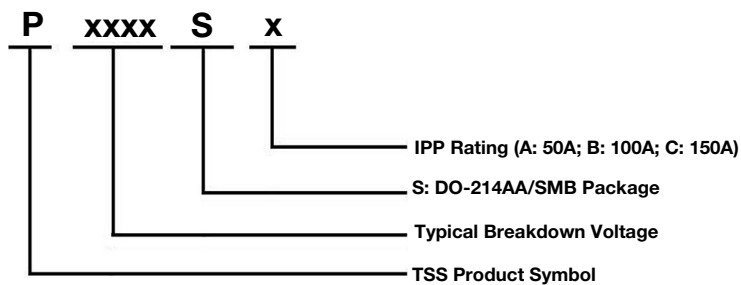 P xxxx S x
IPP Rating (A: 50A; B: 100A; C: 150A)
S: DO-214AA/SMB Package
Typical Breakdown Voltage
TSS Product Symbol